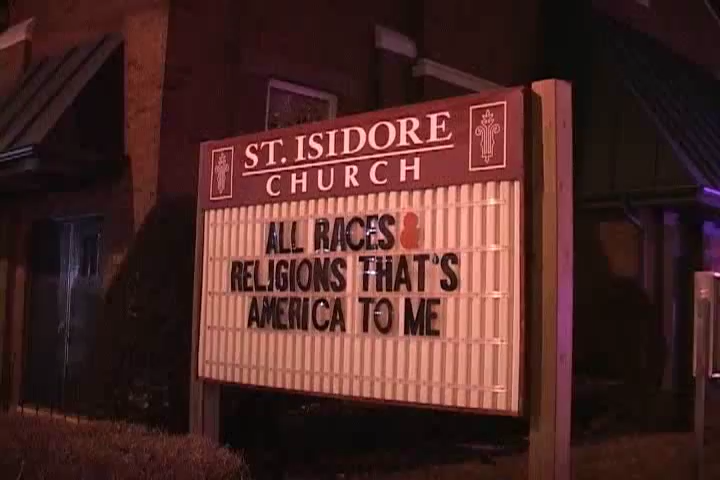 ST. ISIDORE
CHURCH
ALL RACES &
RELIGIONS THAT'S
AMERICA TO ME